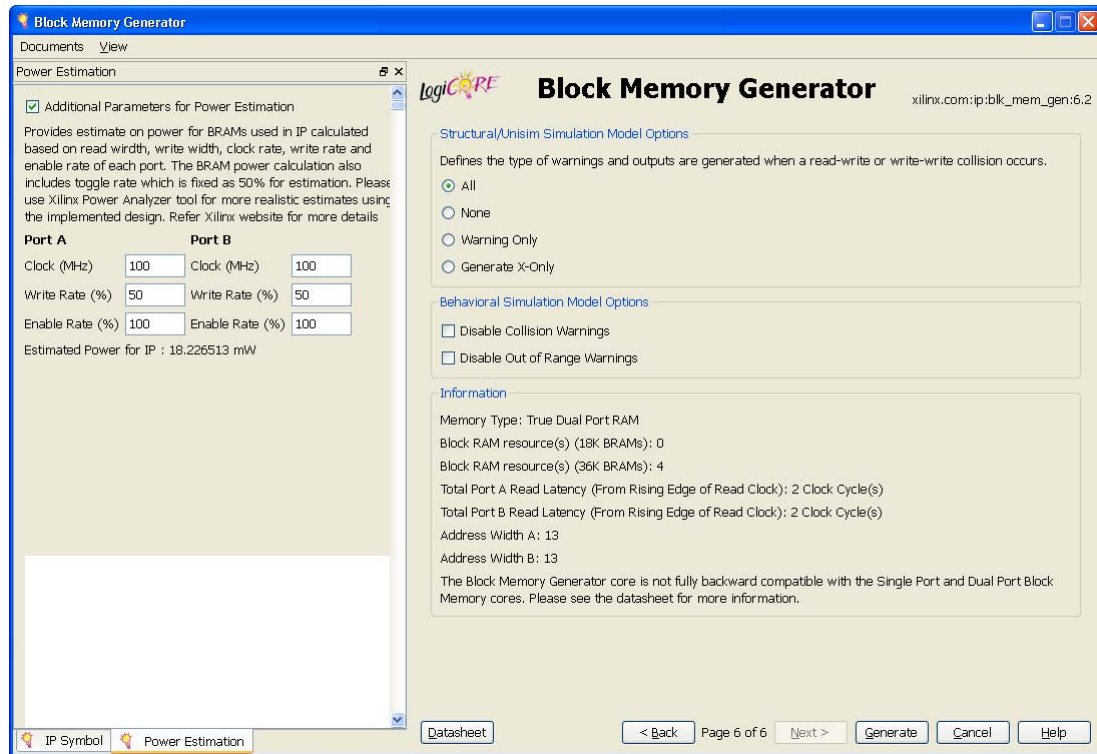 Block Memory Generator
Documents View
Power Estimation
Additional Parameters for Power Estimation
Provides estimate on power for BRAMs used in IP calculated
based on read wirdth, write width, clock rate, write rate and
enable rate of each port. The BRAM power calculation also
includes toggle rate which is fixed as 50% for estimation. Please
use Xilinx Power Analyzer tool for more realistic estimates using
the implemented design. Refer Xilinx website for more details
Port A Port B
Clock (MHz) 100 Clock (MHz) 100
Write Rate (%) 50 Write Rate (%) 50
Enable Rate (%) 100 Enable Rate (%) 100
Estimated Power for IP : 18.226513 mW
IP Symbol
Power Estimation
LogiCORE
Block Memory Generator
xilinx.com:ip:blk_mem_gen:6.2
Structural/Unisim Simulation Model Options
Defines the type of warnings and outputs are generated when a read-write or write-write collision occurs.
All
None
Warning Only
Generate X-Only
Behavioral Simulation Model Options
Disable Collision Warnings
Disable Out of Range Warnings
Information
Memory Type: True Dual Port RAM
Block RAM resource(s) (18K BRAMs): 0
Block RAM resource(s) (36K BRAMs): 4
Total Port A Read Latency (From Rising Edge of Read Clock): 2 Clock Cycle(s)
Total Port B Read Latency (From Rising Edge of Read Clock): 2 Clock Cycle(s)
Address Width A: 13
Address Width B: 13
The Block Memory Generator core is not fully backward compatible with the Single Port and Dual Port Block
Memory cores. Please see the datasheet for more information.
Datasheet < Back Page 6 of 6 Next > Generate Cancel Help